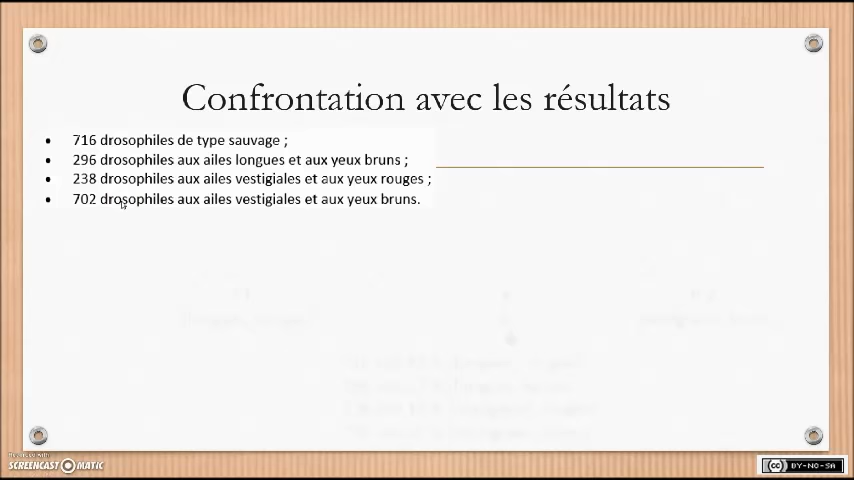 Confrontation avec les résultats
• 716 drosophiles de type sauvage ;
• 296 drosophiles aux ailes longues et aux yeux bruns ;
• 238 drosophiles aux ailes vestigiales et aux yeux rouges ;
• 702 drosophiles aux ailes vestigiales et aux yeux bruns.
SCREENCAST O MATIC
cc BY-NC-SA